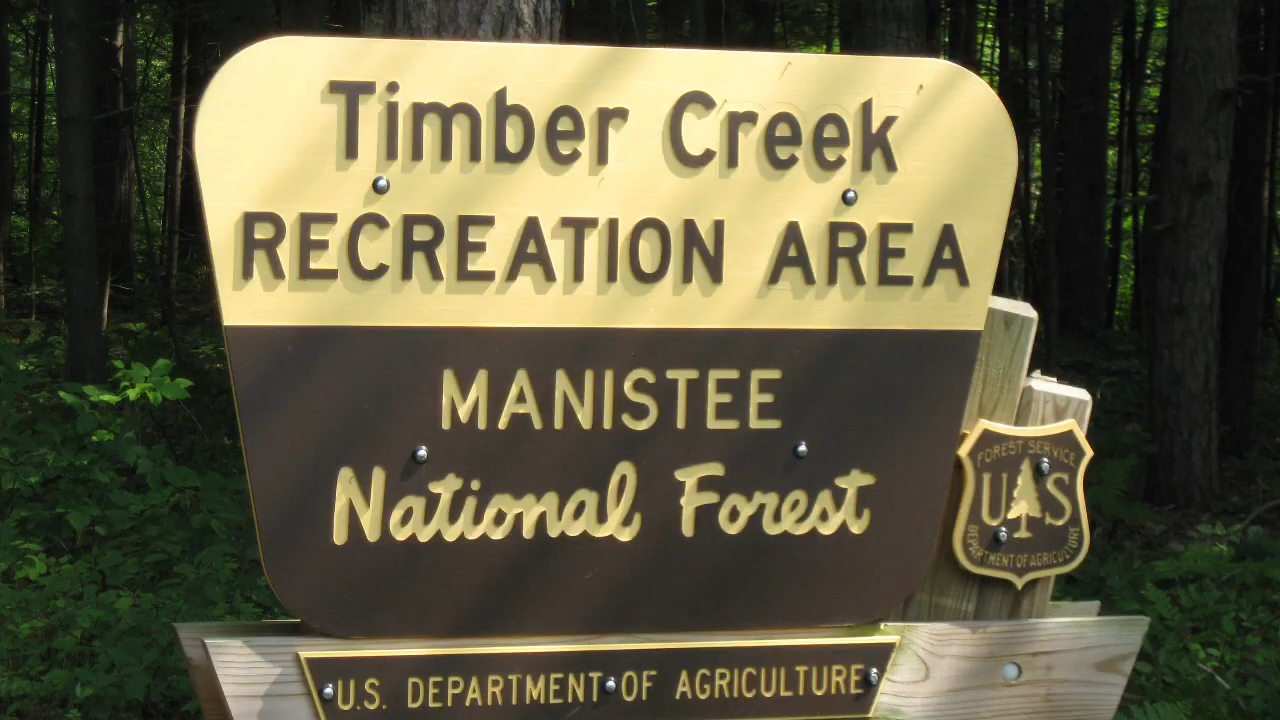 Timber Creek
RECREATION AREA
MANISTEE
National Forest
FOREST SERVICE
U S
DEPARTMENT OF AGRICULTURE
U.S. DEPARTMENT OF AGRICULTURE